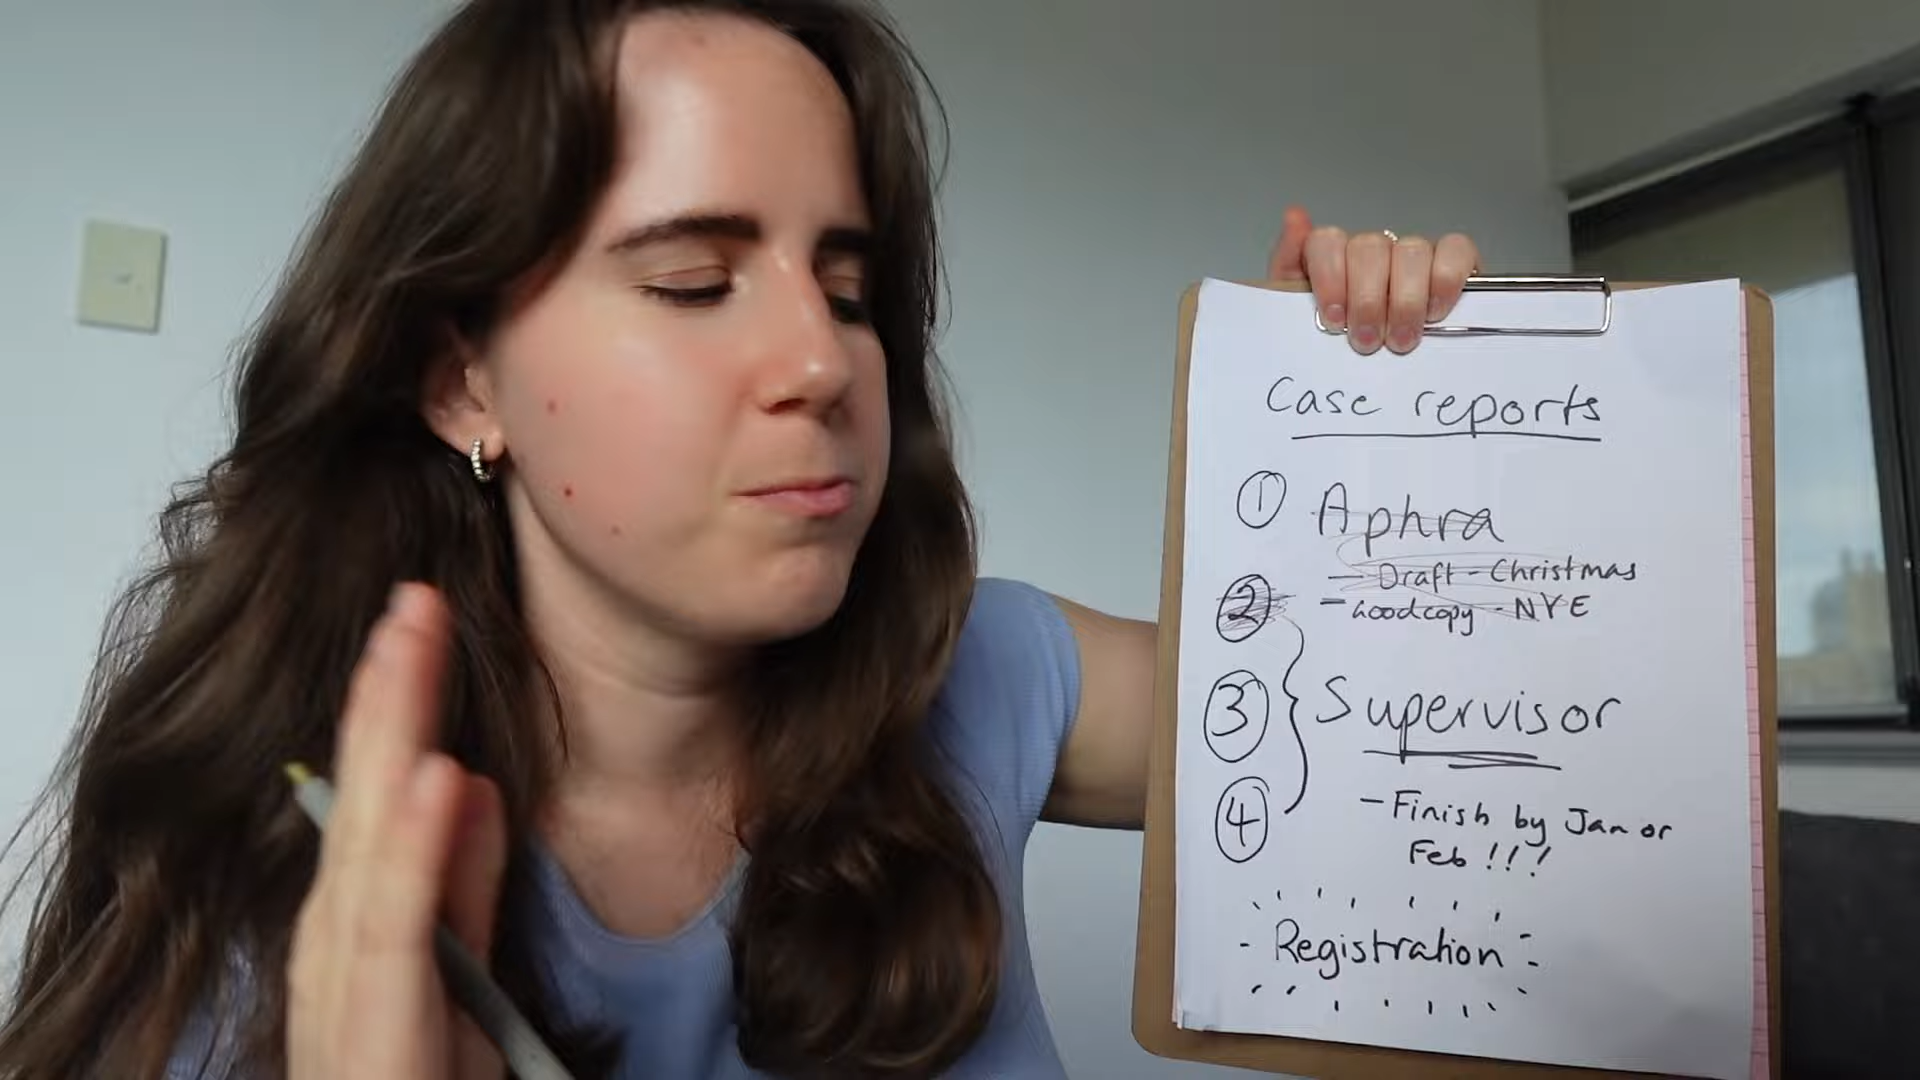 Case reports
① Aphra
- Draft - Christmas
② - Goodcopy - NYE
③ Supervisor
④ - Finish by Jan or
Feb!!!
- Registration -